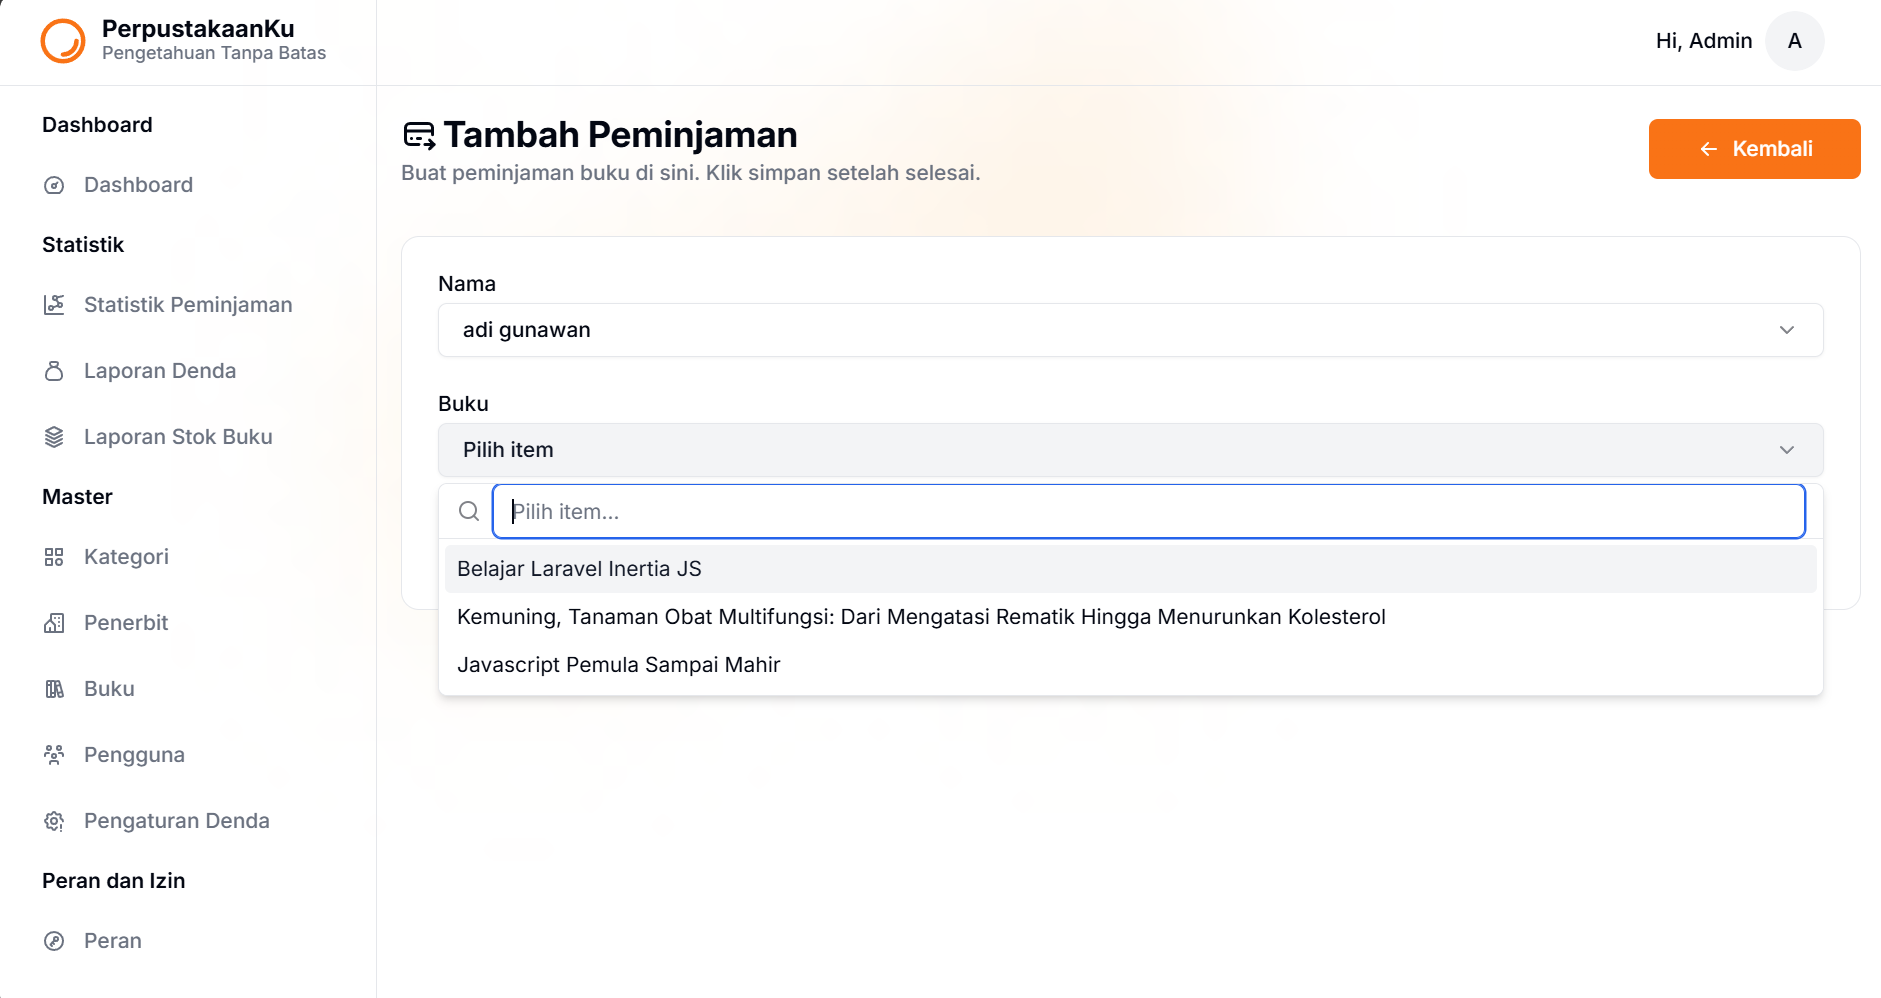 PerpustakaanKu
Pengetahuan Tanpa Batas
Hi, Admin
A
Dashboard
Dashboard
Statistik
Statistik Peminjaman
Laporan Denda
Laporan Stok Buku
Master
Kategori
Penerbit
Buku
Pengguna
Pengaturan Denda
Peran dan Izin
Peran
Tambah Peminjaman
Buat peminjaman buku di sini. Klik simpan setelah selesai.
Kembali
Nama
adi gunawan
Buku
Pilih item
Pilih item...
Belajar Laravel Inertia JS
Kemuning, Tanaman Obat Multifungsi: Dari Mengatasi Rematik Hingga Menurunkan Kolesterol
Javascript Pemula Sampai Mahir